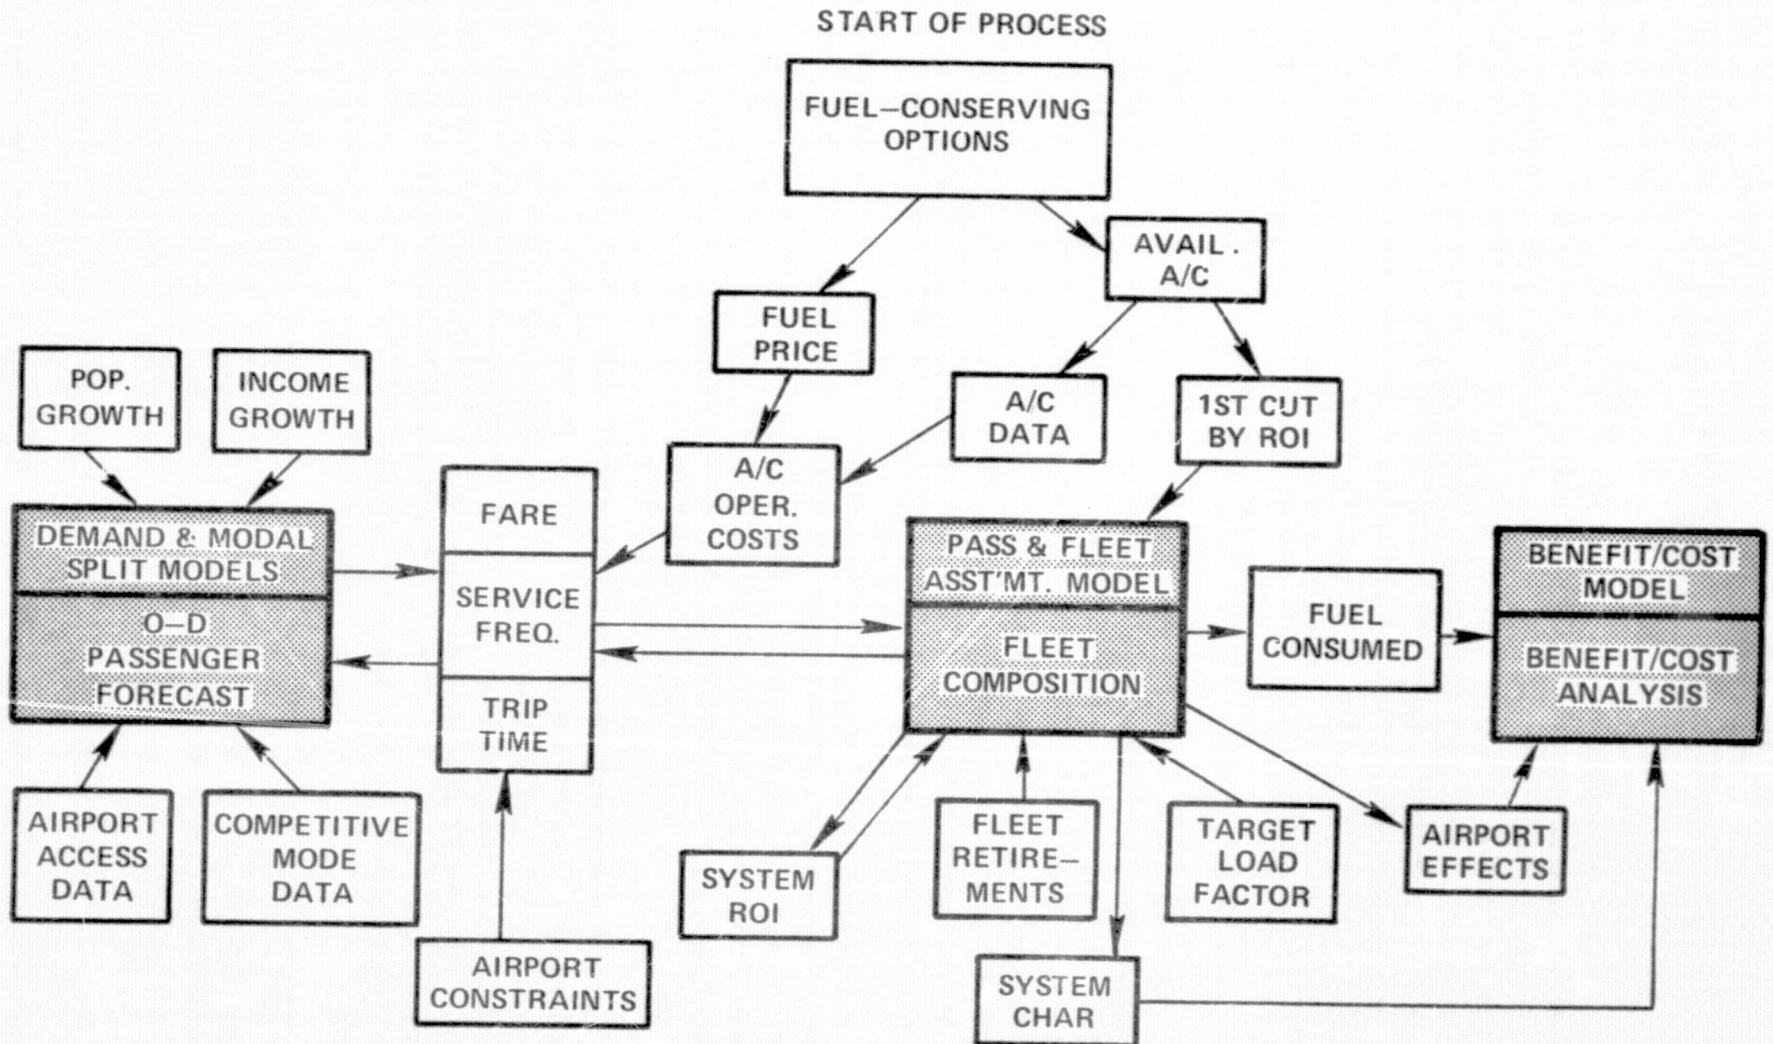 START OF PROCESS
FUEL–CONSERVING
OPTIONS
AVAIL.
A/C
FUEL
PRICE
POP.
GROWTH
INCOME
GROWTH
A/C
DATA
1ST CUT
BY ROI
A/C
OPER.
COSTS
FARE
SERVICE
FREQ.
TRIP
TIME
DEMAND & MODAL
SPLIT MODELS
O–D
PASSENGER
FORECAST
PASS & FLEET
ASST'MT. MODEL
FLEET
COMPOSITION
FUEL
CONSUMED
BENEFIT/COST
MODEL
BENEFIT/COST
ANALYSIS
AIRPORT
ACCESS
DATA
COMPETITIVE
MODE
DATA
AIRPORT
CONSTRAINTS
SYSTEM
ROI
FLEET
RETIRE–
MENTS
TARGET
LOAD
FACTOR
AIRPORT
EFFECTS
SYSTEM
CHAR